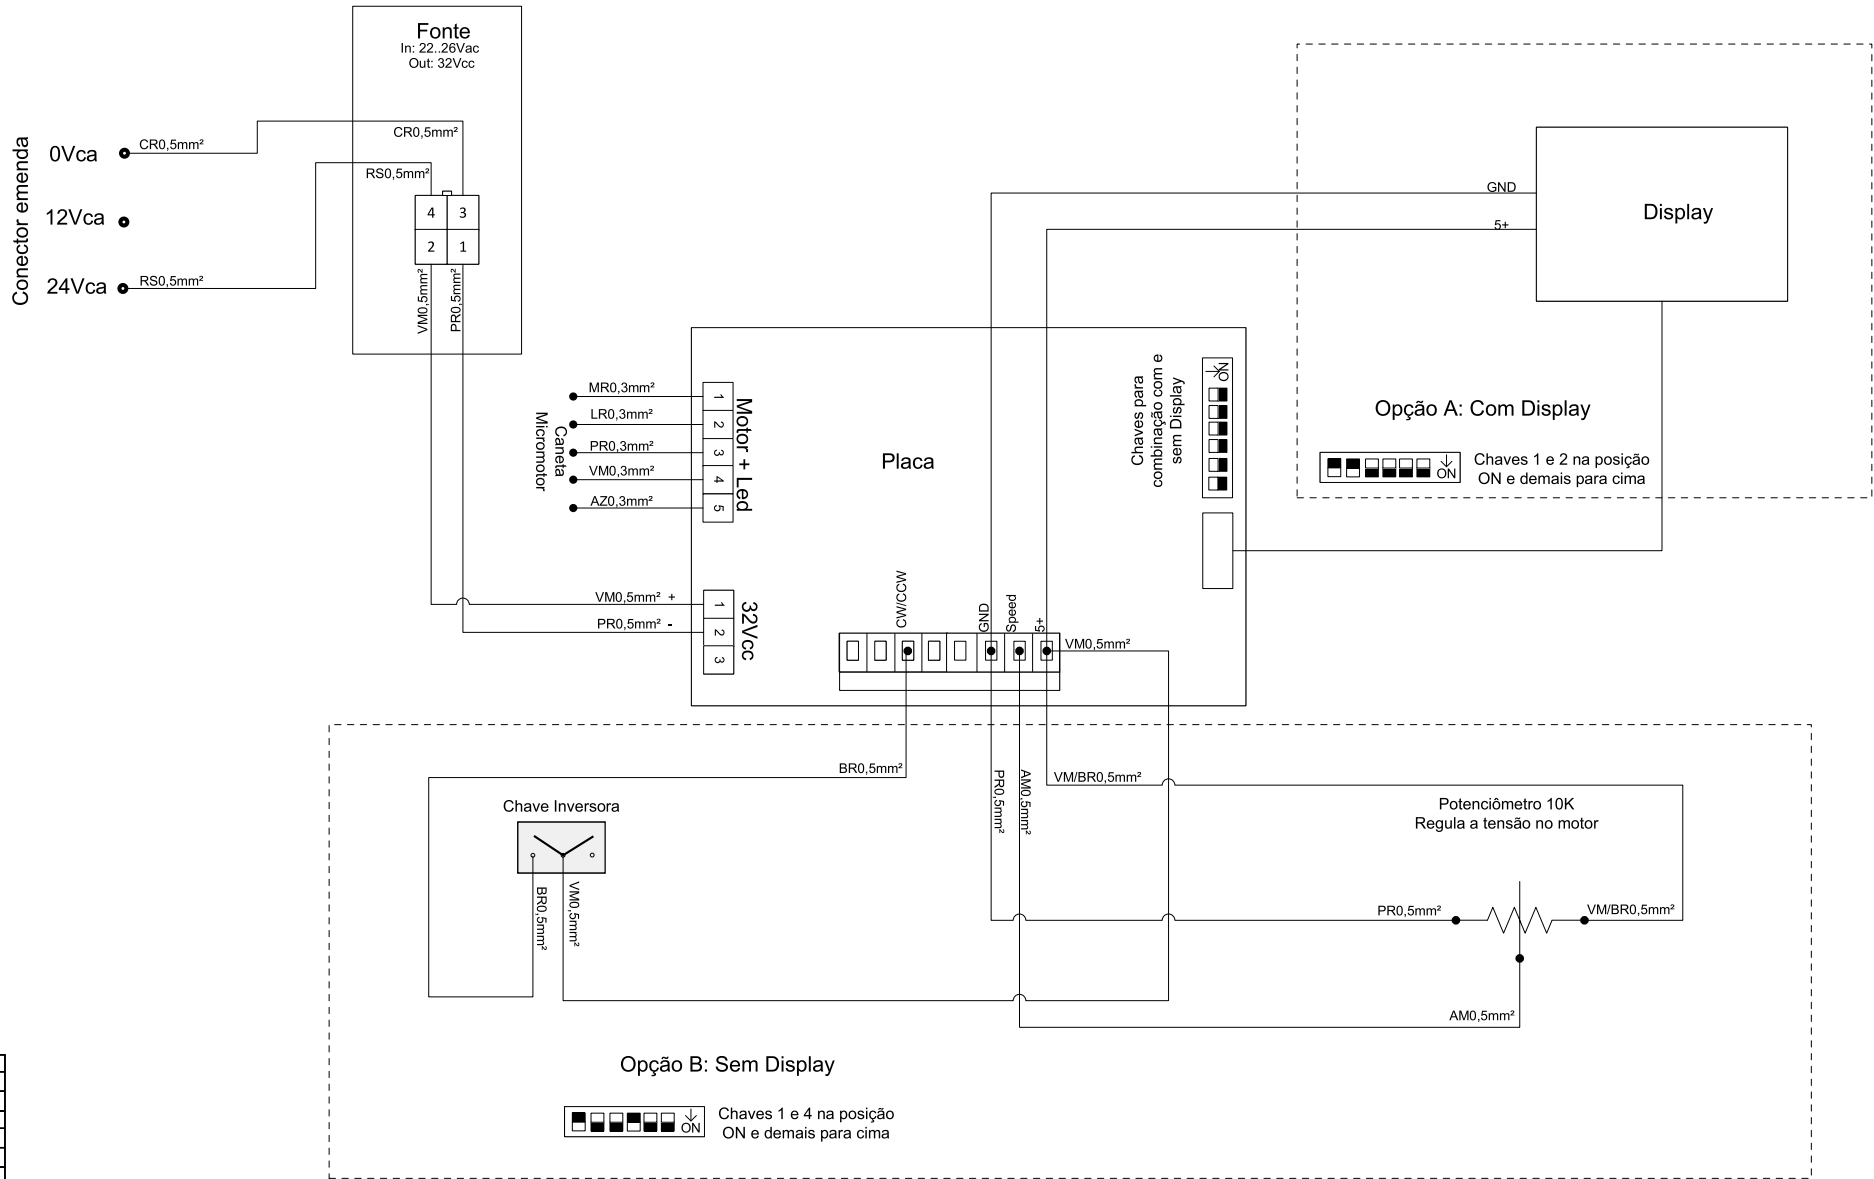 Fonte
In: 22..26Vac
Out: 32Vcc
Conector emenda
0Vca
CR0,5mm²
CR0,5mm²
RS0,5mm²
12Vca
24Vca
RS0,5mm²
4
3
2
1
VM0,5mm²
PR0,5mm²
GND
5+
Display
Opção A: Com Display
ON
Chaves 1 e 2 na posição
ON e demais para cima
Caneta
Micromotor
MR0,3mm²
LR0,3mm²
PR0,3mm²
VM0,3mm²
AZ0,3mm²
1
2
3
4
5
Motor + Led
Placa
Chaves para
combinação com e
sem Display
ON
VM0,5mm² +
PR0,5mm² -
1
2
3
32Vcc
CW/CCW
GND
Speed
5+
VM0,5mm²
BR0,5mm²
PR0,5mm²
AM0,5mm²
VM/BR0,5mm²
Chave Inversora
BR0,5mm²
VM0,5mm²
Potenciômetro 10K
Regula a tensão no motor
PR0,5mm²
VM/BR0,5mm²
AM0,5mm²
Opção B: Sem Display
ON
Chaves 1 e 4 na posição
ON e demais para cima